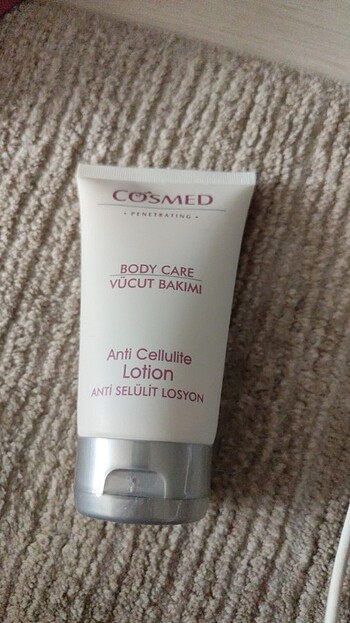 COSMED
• PENETRATING •
BODY CARE
VÜCUT BAKIMI
Anti Cellulite
Lotion
ANTİ SELÜLİT LOSYON